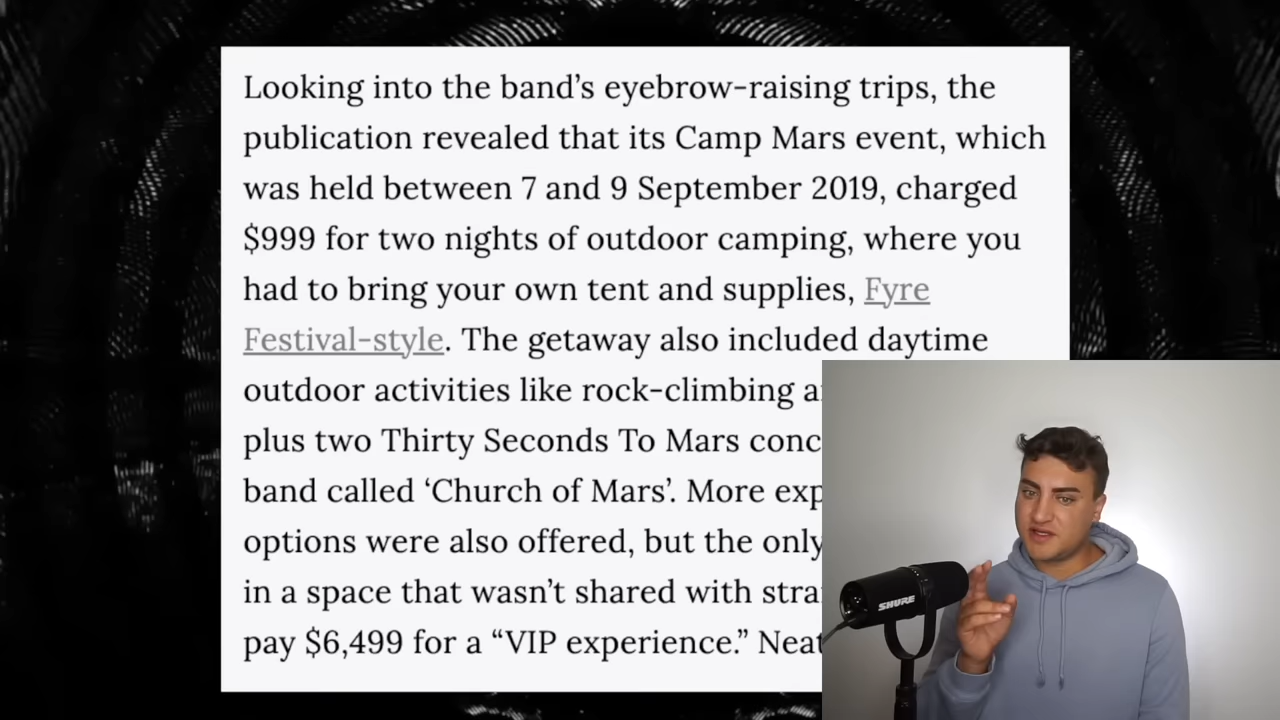 Looking into the band’s eyebrow-raising trips, the
publication revealed that its Camp Mars event, which
was held between 7 and 9 September 2019, charged
$999 for two nights of outdoor camping, where you
had to bring your own tent and supplies, Fyre
Festival-style. The getaway also included daytime
outdoor activities like rock-climbing
plus two Thirty Seconds To Mars
band called ‘Church of Mars’. More
options were also offered, but the only
in a space that wasn’t shared with
pay $6,499 for a “VIP experience.”
SHURE